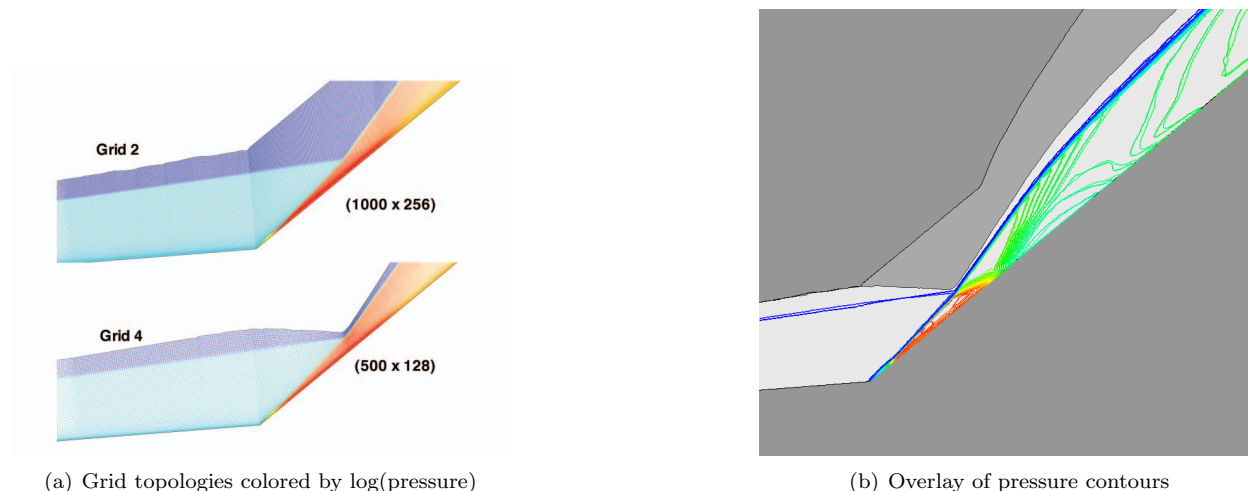 Grid 2
(1000 x 256)
Grid 4
(500 x 128)
(a) Grid topologies colored by log(pressure)
(b) Overlay of pressure contours